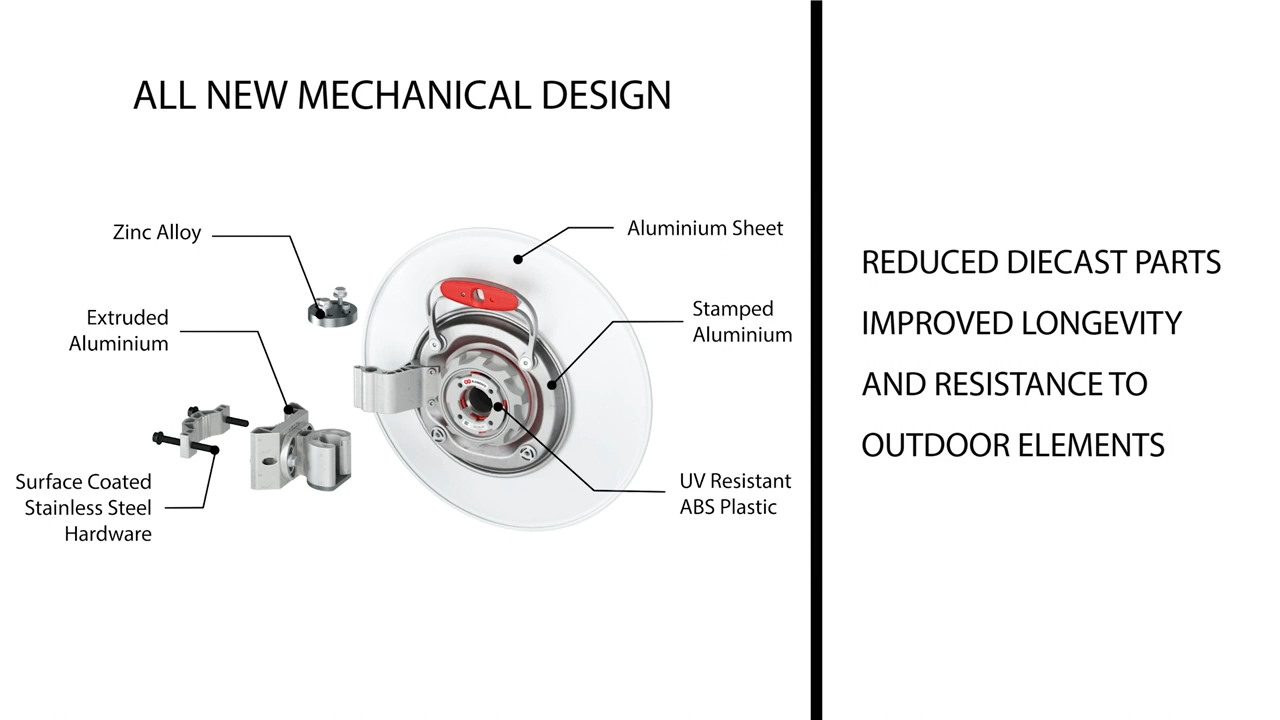 ALL NEW MECHANICAL DESIGN
Zinc Alloy
Aluminium Sheet
Extruded
Aluminium
Stamped
Aluminium
Surface Coated
Stainless Steel
Hardware
UV Resistant
ABS Plastic
REDUCED DIECAST PARTS
IMPROVED LONGEVITY
AND RESISTANCE TO
OUTDOOR ELEMENTS